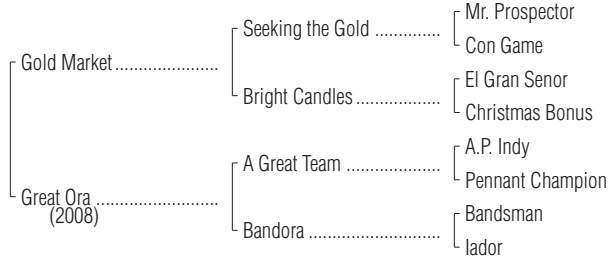 Mr. Prospector
Seeking the Gold ..............
Con Game
Gold Market.......................
El Gran Senor
Bright Candles ...................
Christmas Bonus
A.P. Indy
A Great Team .....................
Pennant Champion
Great Ora ...........................
(2008)
Bandsman
Bandora .............................
Iador